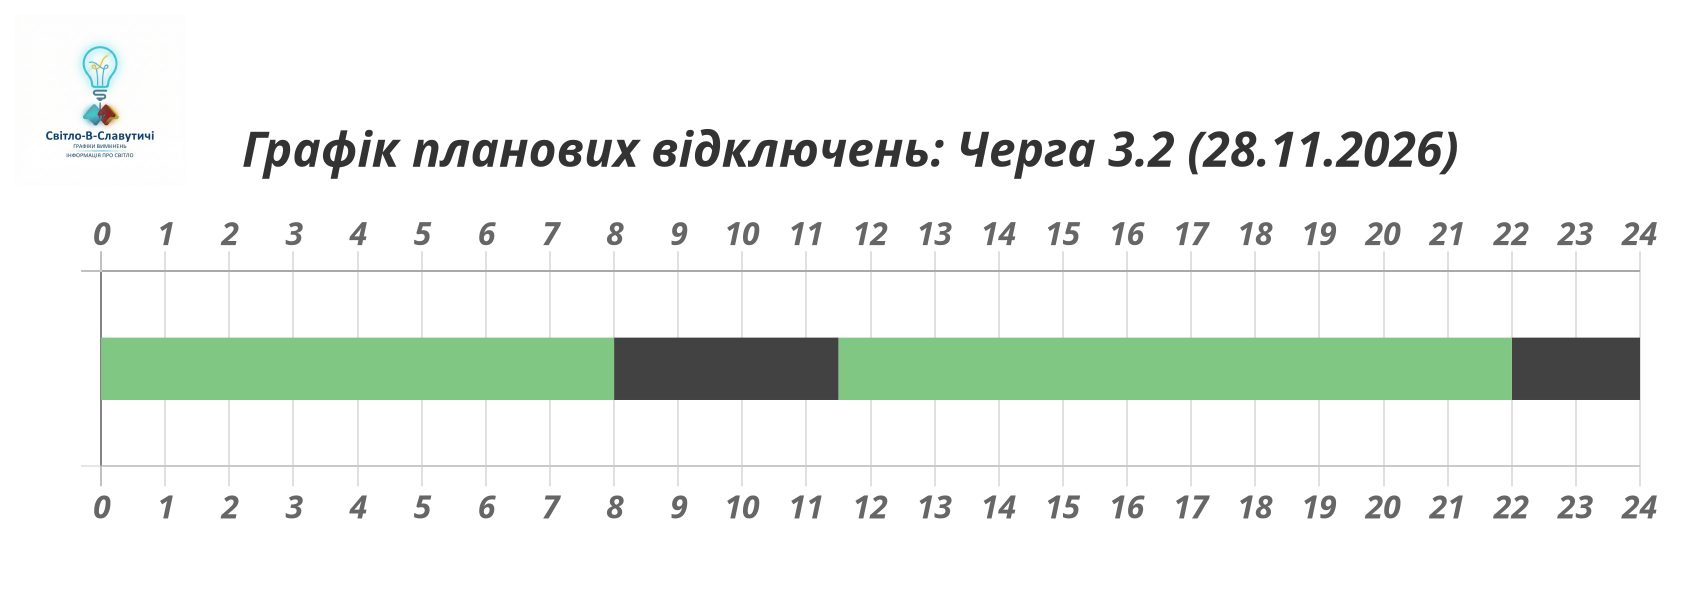 Світло-В-Славутичі
ГРАФІКИ ВИМКНЕНЬ
ІНФОРМАЦІЯ ПРО СВІТЛО
Графік планових відключень: Черга 3.2 (28.11.2026)
0 1 2 3 4 5 6 7 8 9 10 11 12 13 14 15 16 17 18 19 20 21 22 23 24
0 1 2 3 4 5 6 7 8 9 10 11 12 13 14 15 16 17 18 19 20 21 22 23 24